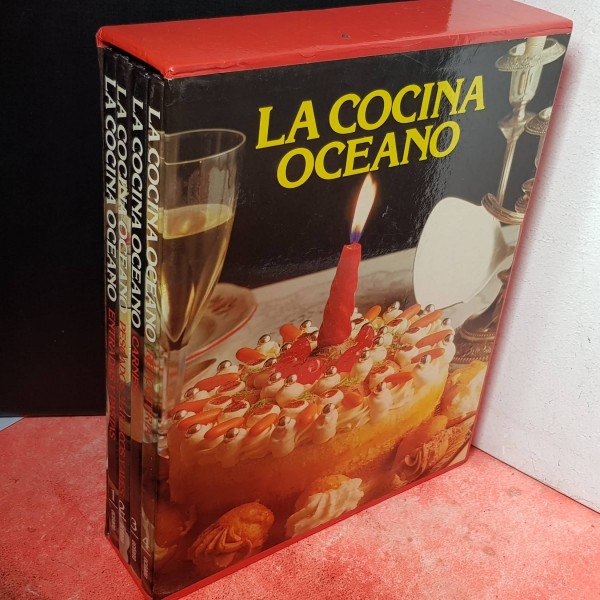 LA COCINA
OCEANO
LA COCINA OCEANO
1
LA COCINA OCEANO
2
LA COCINA OCEANO CARNE
3
LA COCINA OCEANO
4